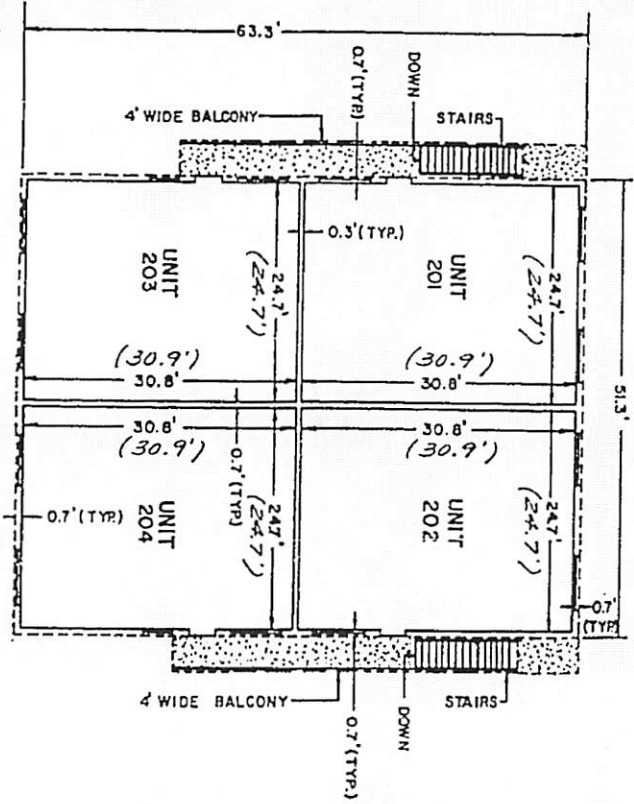 63.3'
0.7' (TYP.)
DOWN
4' WIDE BALCONY
STAIRS
0.3' (TYP.)
UNIT
203
24.7'
(24.7')
UNIT
201
24.7'
(24.7')
51.3'
(30.9')
30.8'
(30.9')
30.8'
30.8'
(30.9')
30.8'
(30.9')
0.7' (TYP.)
UNIT
204
24.7'
(24.7')
UNIT
202
24.7'
(24.7')
0.7' (TYP.)
0.7'
(TYP.
4' WIDE BALCONY
0.7' (TYP.)
DOWN
STAIRS